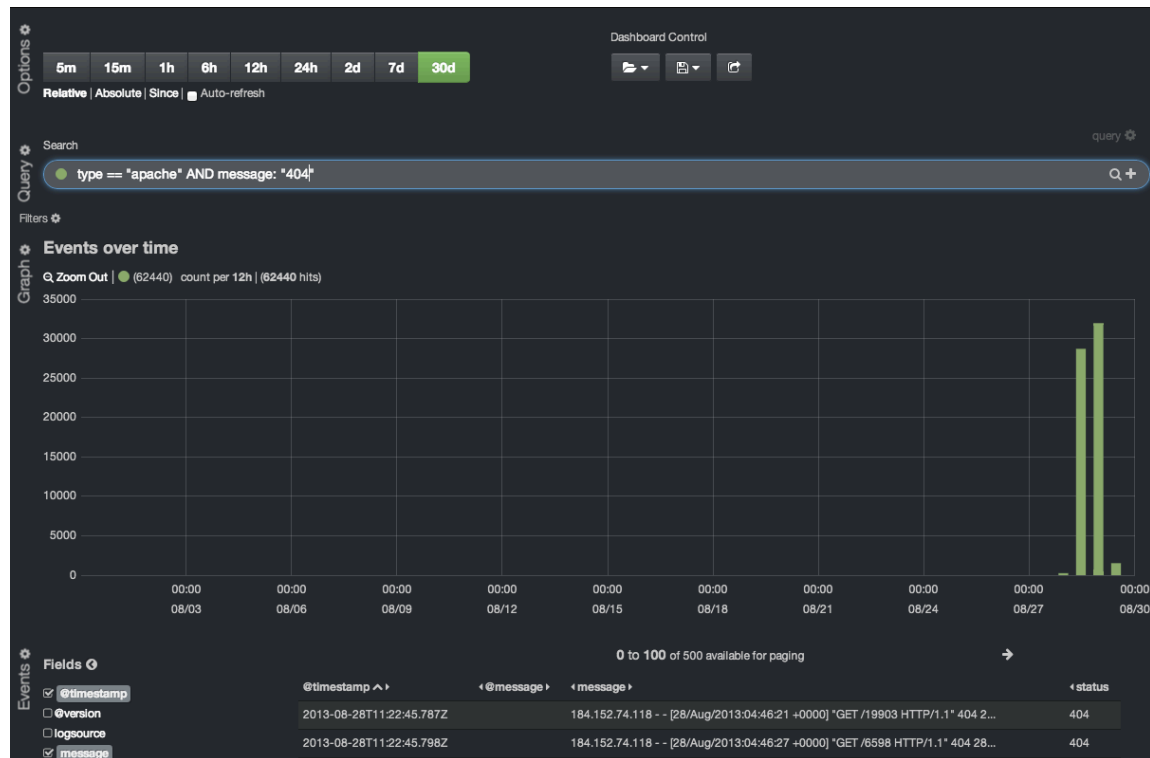 Options
5m 15m 1h 6h 12h 24h 2d 7d 30d
Relative | Absolute | Since | Auto-refresh
Dashboard Control
query
Query
Search
type == "apache" AND message: "404"
Filters
Graph
Events over time
Zoom Out | (62440) count per 12h | (62440 hits)
35000
30000
25000
20000
15000
10000
5000
0
00:00 00:00 00:00 00:00 00:00 00:00 00:00 00:00 00:00 00:00
08/03 08/06 08/09 08/12 08/15 08/18 08/21 08/24 08/27 08/30
Events
0 to 100 of 500 available for paging
Fields
@timestamp
@version
logsource
message
@timestamp @message message status
2013-08-28T11:22:45.787Z 184.152.74.118 - - [28/Aug/2013:04:46:21 +0000] "GET /19903 HTTP/1.1" 404 2... 404
2013-08-28T11:22:45.798Z 184.152.74.118 - - [28/Aug/2013:04:46:27 +0000] "GET /6598 HTTP/1.1" 404 28... 404